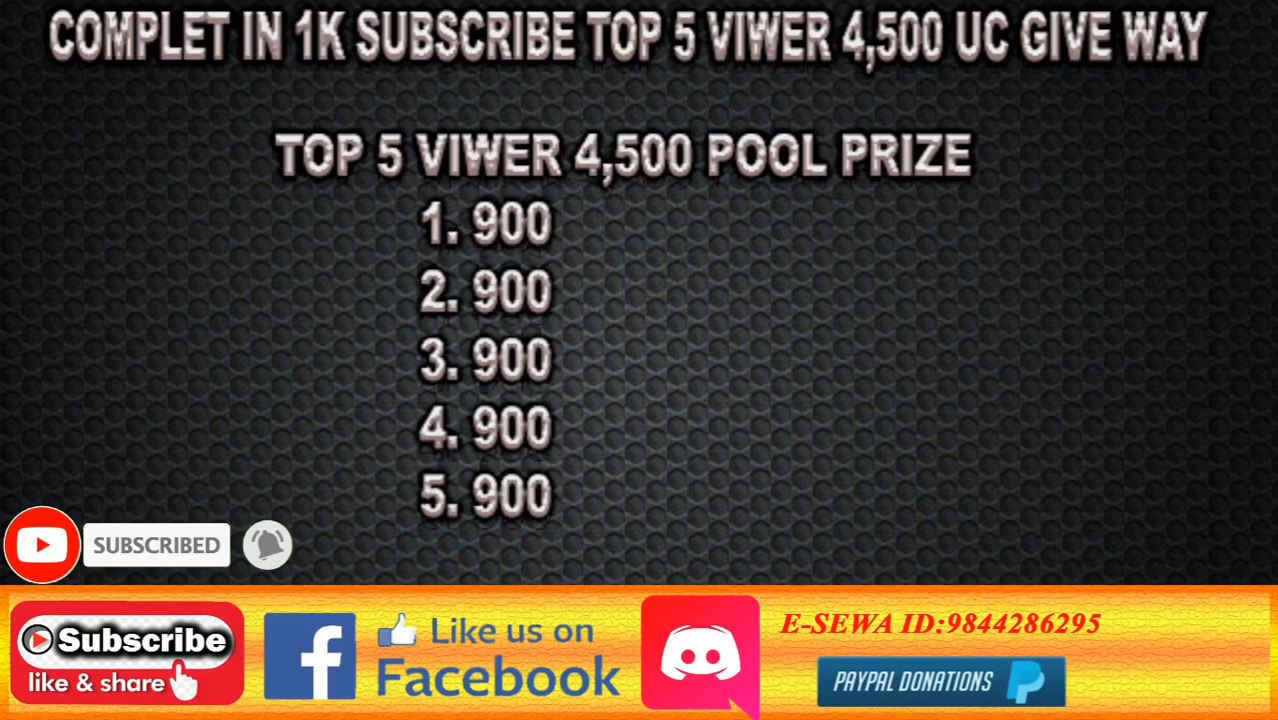 COMPLET IN 1K SUBSCRIBE TOP 5 VIWER 4,500 UC GIVE WAY
TOP 5 VIWER 4,500 POOL PRIZE
1. 900
2. 900
3. 900
4. 900
5. 900
SUBSCRIBED
Subscribe
like & share
f
Like us on
Facebook
E-SEWA ID:9844286295
PAYPAL DONATIONS